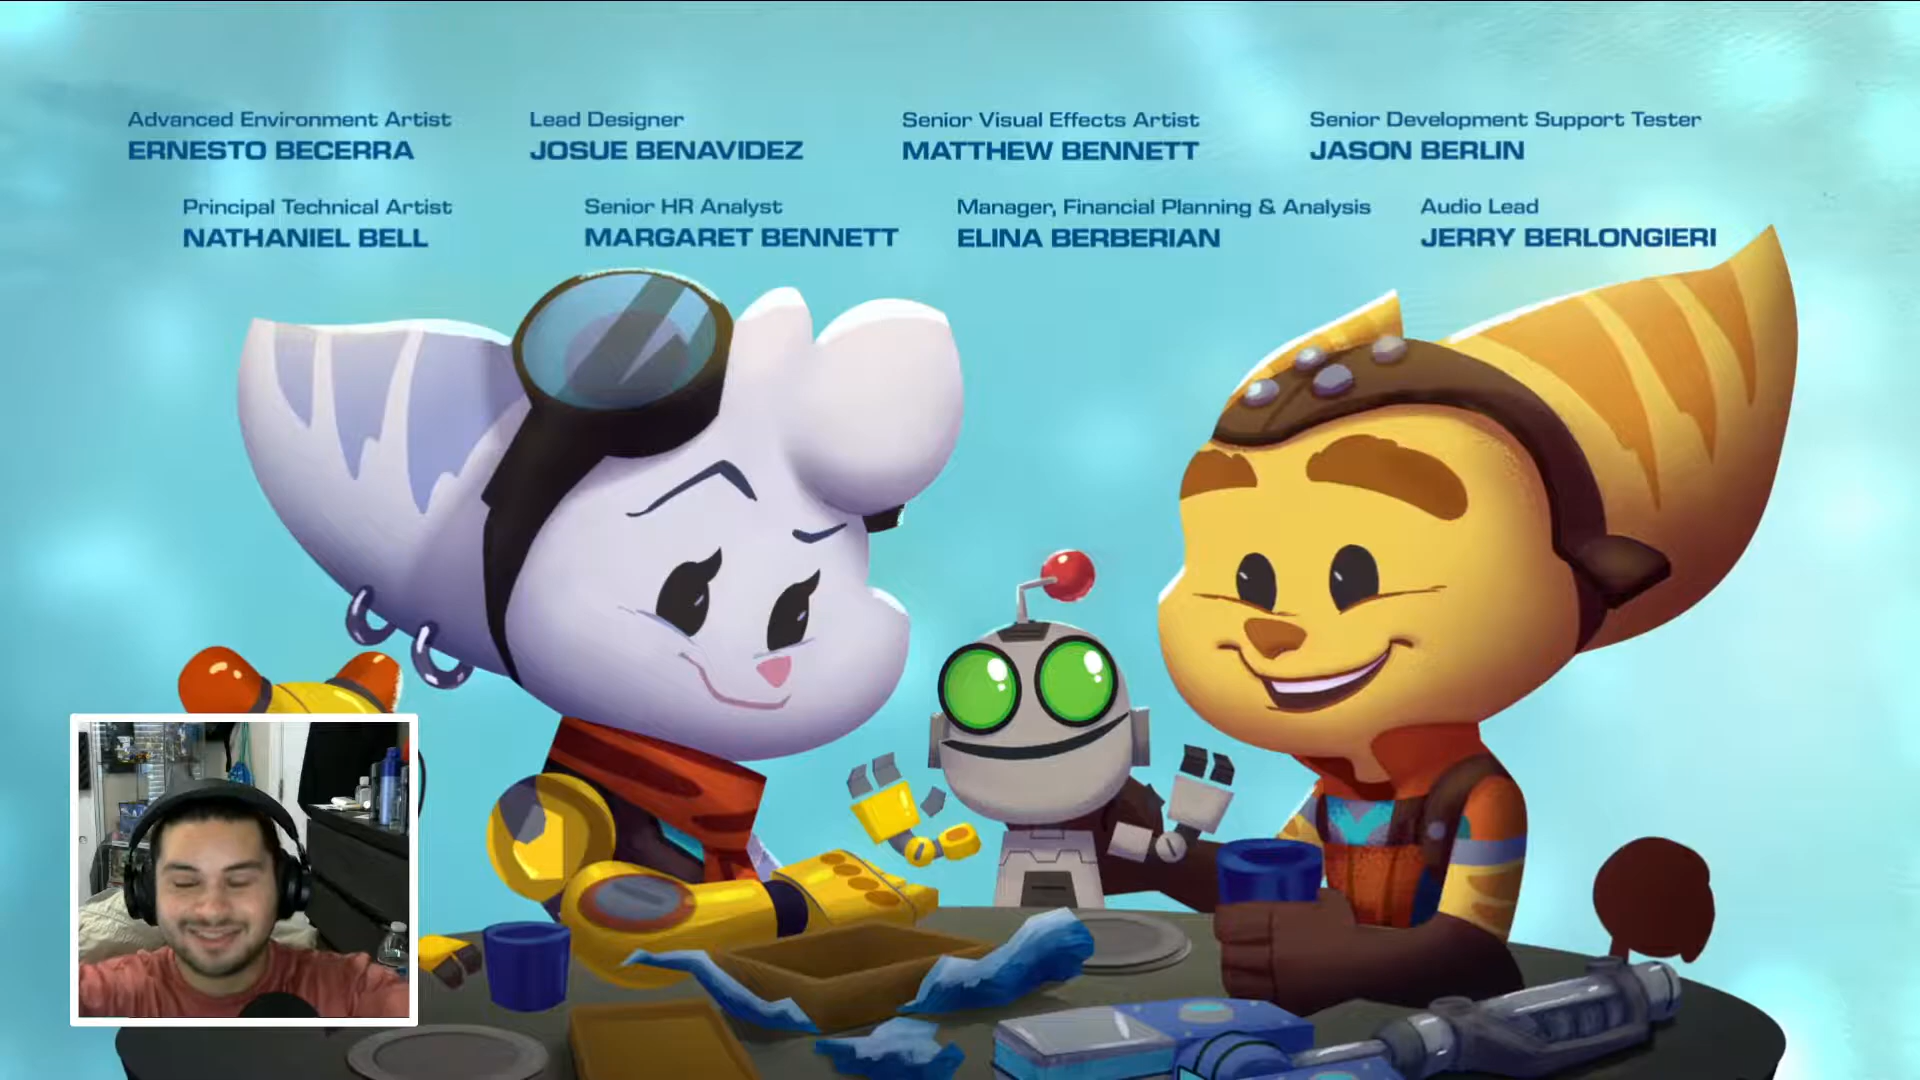 Advanced Environment Artist
ERNESTO BECERRA
Lead Designer
JOSUE BENAVIDEZ
Senior Visual Effects Artist
MATTHEW BENNETT
Senior Development Support Tester
JASON BERLIN
Principal Technical Artist
NATHANIEL BELL
Senior HR Analyst
MARGARET BENNETT
Manager, Financial Planning & Analysis
ELINA BERBERIAN
Audio Lead
JERRY BERLONGIERI